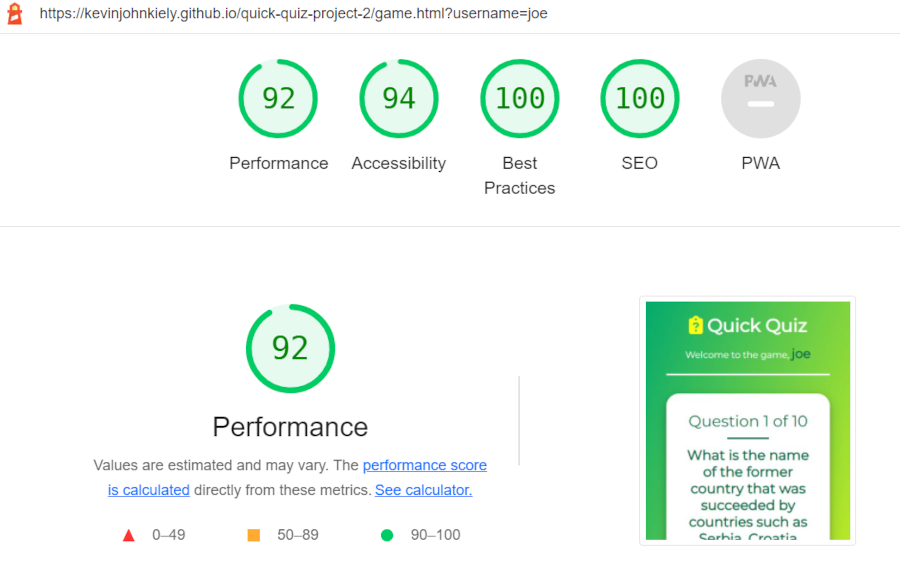 https://kevinjohnkiely.github.io/quick-quiz-project-2/game.html?username=joe
92
94
100
100
PWA
Performance
Accessibility
Best
Practices
SEO
PWA
92
Performance
Values are estimated and may vary. The performance score
is calculated directly from these metrics. See calculator.
0–49
50–89
90–100
? Quick Quiz
Welcome to the game, joe
Question 1 of 10
What is the name
of the former
country that was
succeeded by
countries such as
Serbia, Croatia,